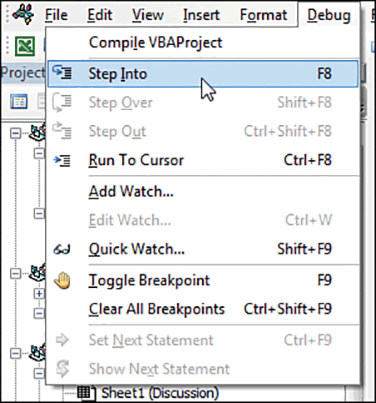 File Edit View Insert Format Debug
Compile VBAProject
Project
Step Into F8
Step Over Shift+F8
Step Out Ctrl+Shift+F8
Run To Cursor Ctrl+F8
Add Watch...
Edit Watch... Ctrl+W
Quick Watch... Shift+F9
Toggle Breakpoint F9
Clear All Breakpoints Ctrl+Shift+F9
Set Next Statement Ctrl+F9
Show Next Statement
Sheet1 (Discussion)